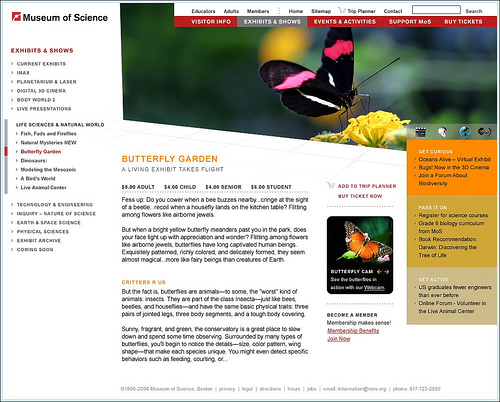 Museum of Science
Educators Adults Members Home Sitemap Trip Planner Contact Search
VISITOR INFO EXHIBITS & SHOWS EVENTS & ACTIVITIES SUPPORT MoS BUY TICKETS
EXHIBITS & SHOWS
› CURRENT EXHIBITS
› IMAX
› PLANETARIUM & LASER
› DIGITAL 3D CINEMA
› BODY WORLD 2
› LIVE PRESENTATIONS
LIFE SCIENCES & NATURAL WORLD
› Fish, Fads and Fireflies
› Natural Mysteries NEW
› Butterfly Garden
› Dinosaurs:
› Modeling the Mesozoic
› A Bird's World
› Live Animal Center
› TECHNOLOGY & ENGINEERING
› INQUIRY – NATURE OF SCIENCE
› EARTH & SPACE SCIENCE
› PHYSICAL SCIENCES
› EXHIBIT ARCHIVE
› COMING SOON
BUTTERFLY GARDEN
A LIVING EXHIBIT TAKES FLIGHT
$8.00 ADULT $4.00 CHILD $4.00 SENIOR $6.00 STUDENT
Fess up: Do you cower when a bee buzzes nearby...cringe at the sight
of a beetle...recoil when a housefly lands on the kitchen table? Flitting
among flowers like airborne jewels.
But when a bright yellow butterfly meanders past you in the park, does
your face light up with appreciation and wonder? Flitting among flowers
like airborne jewels, butterflies have long captivated human beings.
Exquisitely patterned, richly colored, and delicately formed, they seem
almost magical...more like fairy beings than creatures of Earth.
CRITTERS R US
But the fact is, butterflies are animals—to some, the "worst" kind of
animals: insects. They are part of the class Insecta—just like bees,
beetles, and houseflies—and have the same basic physical traits: three
pairs of jointed legs, three body segments, and a tough body covering.
Sunny, fragrant, and green, the conservatory is a great place to slow
down and spend some time observing. Surrounded by many types of
butterflies, you'll begin to notice the details—size, color pattern, wing
shape—that make each species unique. You might even detect specific
behaviors such as feeding, courting, or...
ADD TO TRIP PLANNER
BUY TICKET NOW
BUTTERFLY CAM
See the butterflies in
action with our Webcam.
BECOME A MEMBER
Membership makes sense!
Membership Benefits
Join Now
GET CURIOUS
› Oceans Alive – Virtual Exhibit
› Bugs! Now in the 3D Cinema
› Join a Forum About
Biodiversity
PASS IT ON
› Register for science courses
› Grade 6 biology curriculum
from MoS
› Book Recommendation:
Darwin: Discovering the
Tree of Life
GET ACTIVE
› US graduates fewer engineers
than ever before
› Online Forum - Volunteer in
the Live Animal Center
©1998-2006 Museum of Science, Boston | privacy | legal | directions | hours | jobs | email: information@mos.org | phone: 617-723-2500